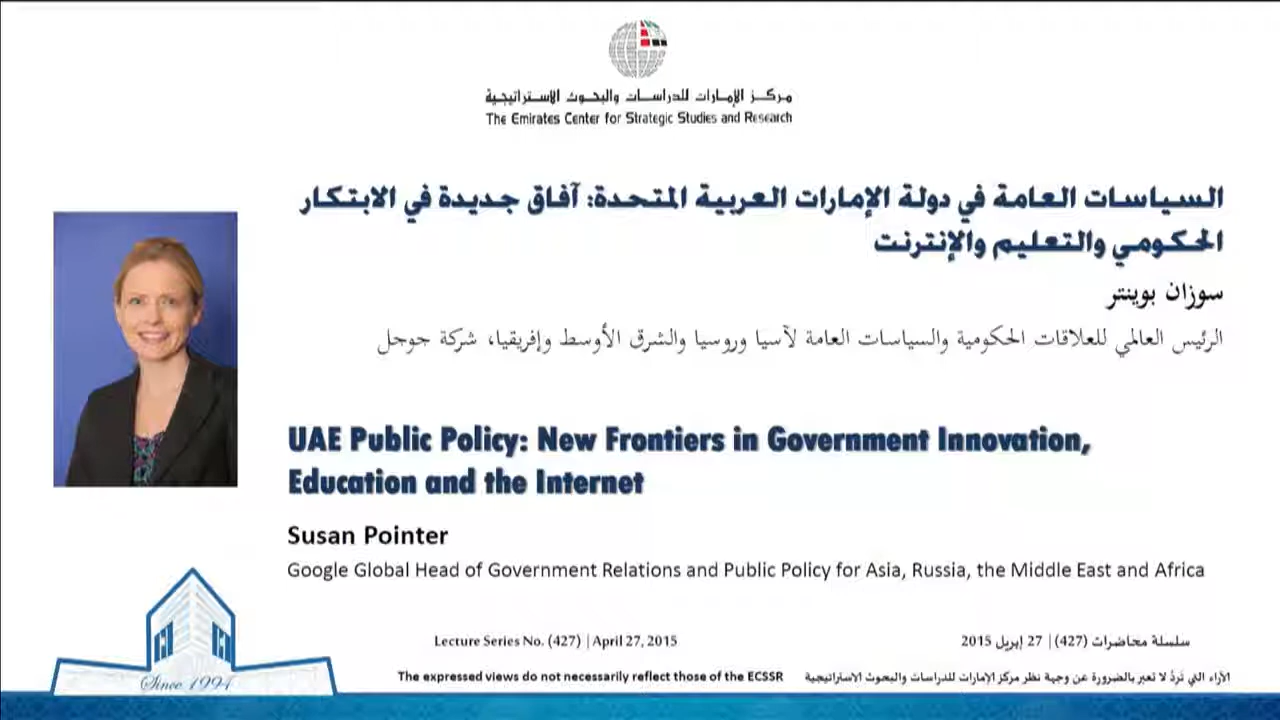 مركز الإمارات للدراسات والبحوث الاستراتيجية
The Emirates Center for Strategic Studies and Research
السياسات العامة في دولة الإمارات العربية المتحدة: آفاق جديدة في الابتكار
الحكومي والتعليم والإنترنت
سوزان بوينتر
الرئيس العالمي للعلاقات الحكومية والسياسات العامة لآسيا وروسيا والشرق الأوسط وإفريقيا، شركة جوجل
UAE Public Policy: New Frontiers in Government Innovation,
Education and the Internet
Susan Pointer
Google Global Head of Government Relations and Public Policy for Asia, Russia, the Middle East and Africa
Lecture Series No. (427) | April 27, 2015
سلسلة محاضرات (427) | 27 إبريل 2015
The expressed views do not necessarily reflect those of the ECSSR
الآراء التي تَرِدُ لا تعبر بالضرورة عن وجهة نظر مركز الإمارات للدراسات والبحوث الاستراتيجية
Since 1994